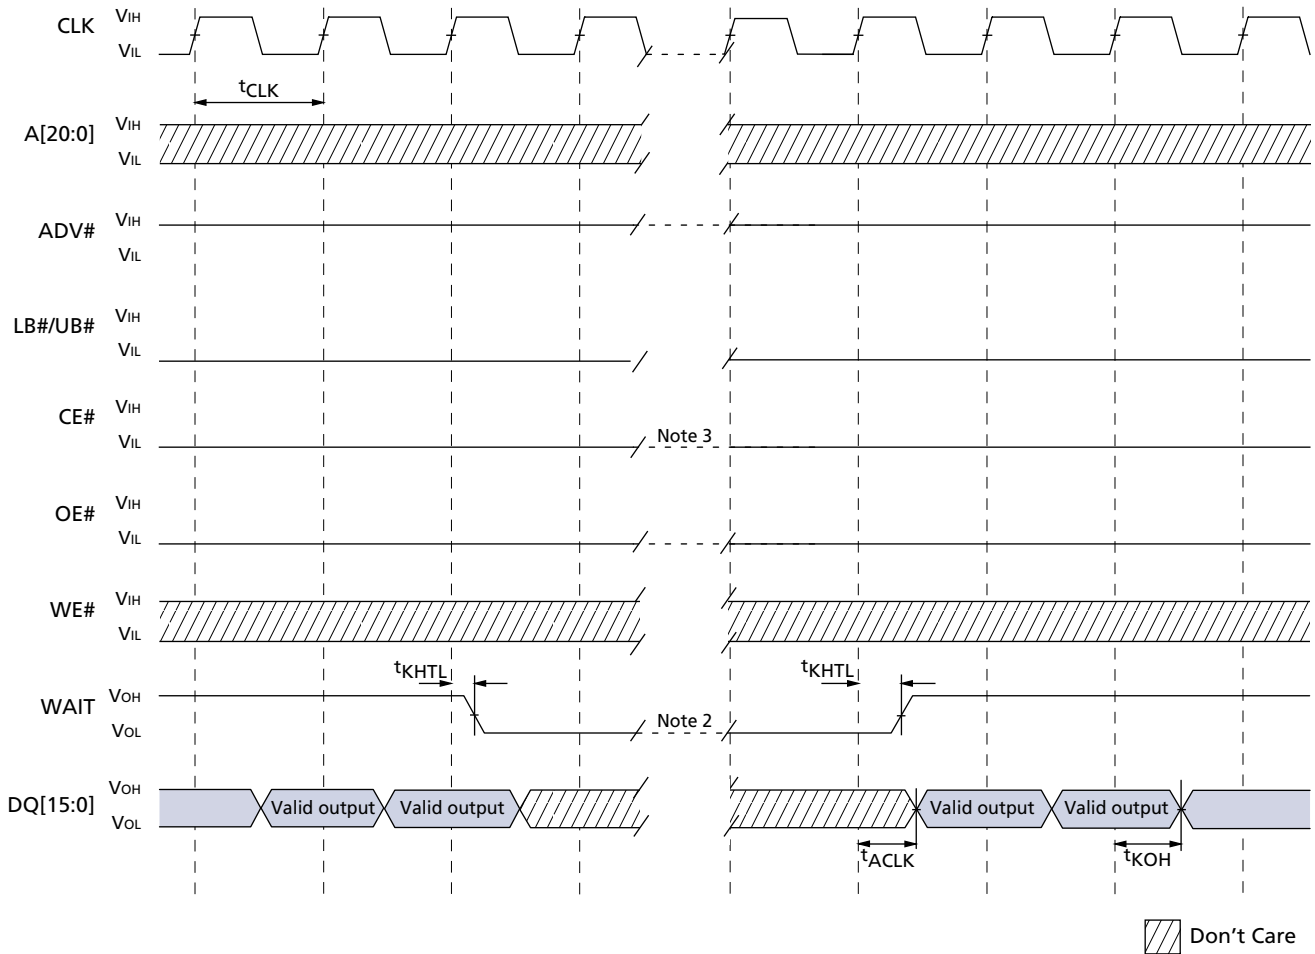 CLK VIH
VIL
tCLK
A[20:0] VIH
VIL
ADV# VIH
VIL
LB#/UB# VIH
VIL
CE# VIH
VIL Note 3
OE# VIH
VIL
WE# VIH
VIL
tKHTL tKHTL
WAIT VOH
VOL Note 2
DQ[15:0] VOH
VOL Valid output Valid output Valid output Valid output
tACLK tKOH
Don't Care